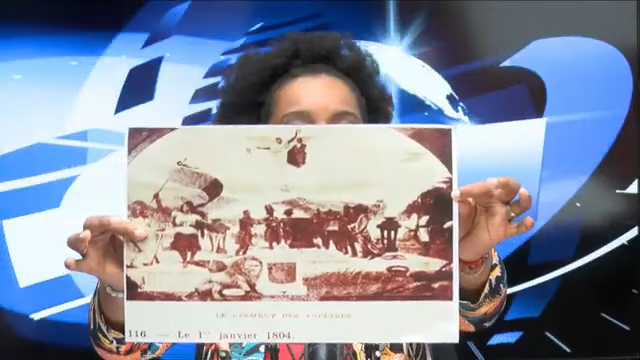 LE SERMENT DES ANCÊTRES
116. — Le 1er janvier 1804.